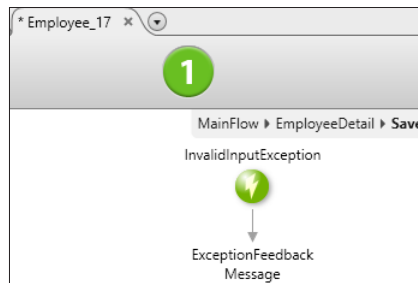 * Employee_17
1
MainFlow EmployeeDetail Save
InvalidInputException
ExceptionFeedback
Message